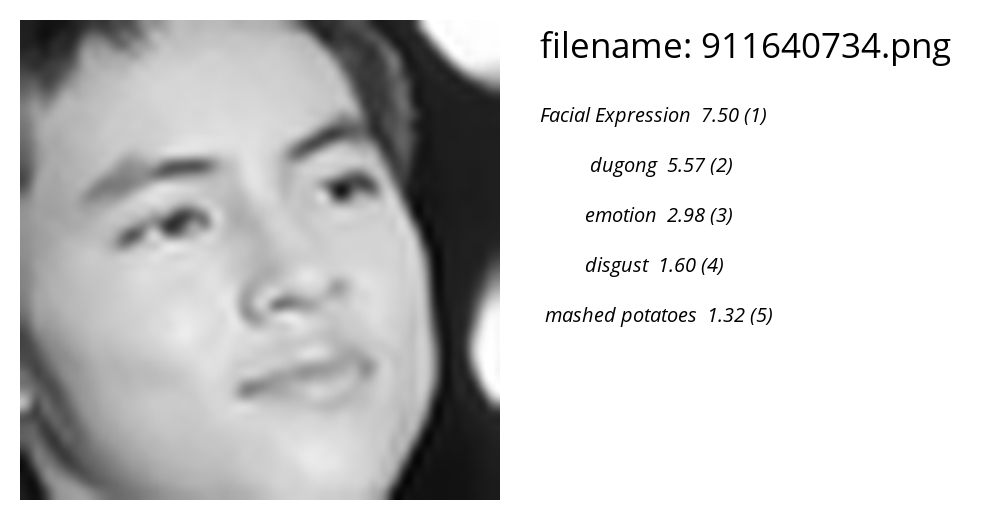 filename: 911640734.png
Facial Expression 7.50 (1)
dugong 5.57 (2)
emotion 2.98 (3)
disgust 1.60 (4)
mashed potatoes 1.32 (5)